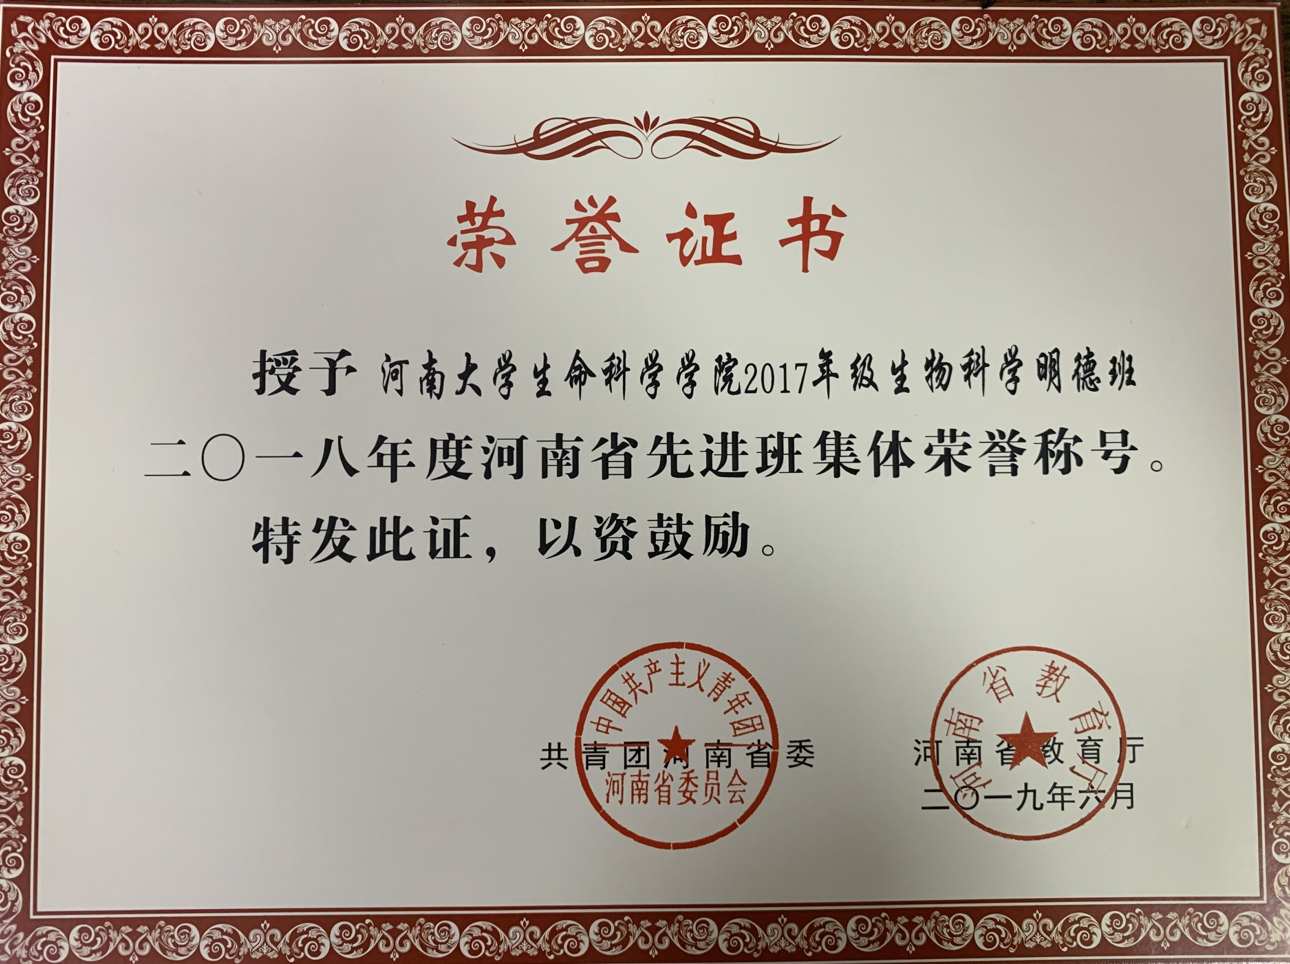 荣誉证书
授予 河南大学生命科学学院2017年级生物科学明德班
二〇一八年度河南省先进班集体荣誉称号。
特发此证，以资鼓励。
中国共产主义青年团
河南省委员会
共青团河南省委
河南省教育厅
河南省教育厅
二〇一九年六月